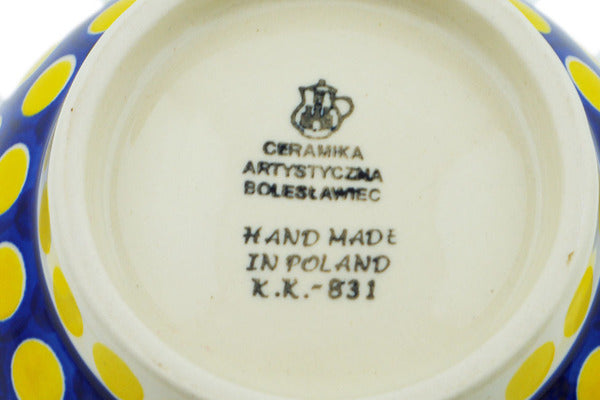 CERAMIKA
ARTYSTYCZNA
BOLESŁAWIEC
HAND MADE
IN POLAND
K.K.-831